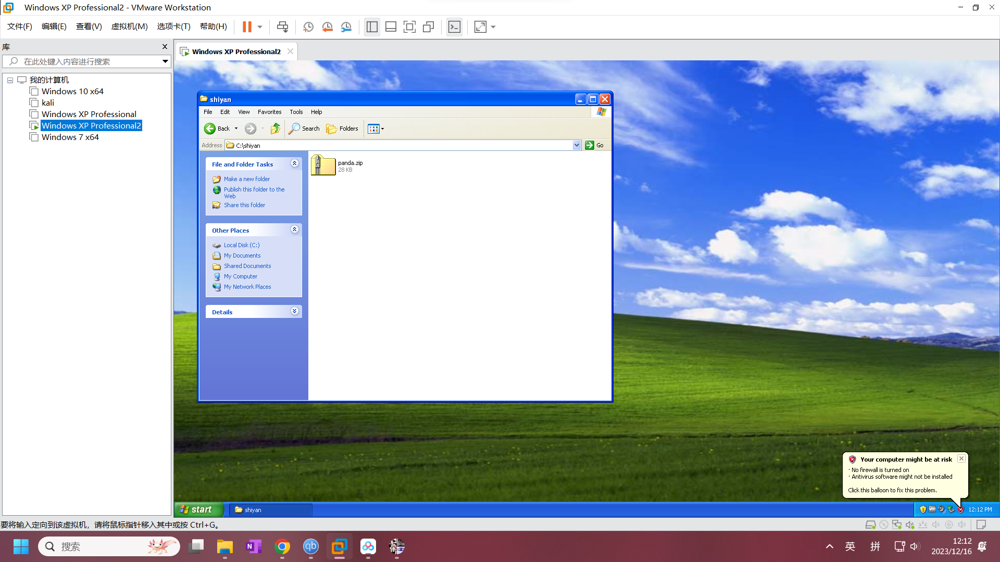 Windows XP Professional2 - VMware Workstation
文件(F) 编辑(E) 查看(V) 虚拟机(M) 选项卡(T) 帮助(H)
库
在此处键入内容进行搜索
我的计算机
Windows 10 x64
kali
Windows XP Professional
Windows XP Professional2
Windows 7 x64
Windows XP Professional2
shiyan
File Edit View Favorites Tools Help
Back Search Folders
Address C:\shiyan Go
File and Folder Tasks
Make a new folder
Publish this folder to the
Web
Share this folder
Other Places
Local Disk (C:)
My Documents
Shared Documents
My Computer
My Network Places
Details
panda.zip
28 KB
Your computer might be at risk
· No firewall is turned on
· Antivirus software might not be installed
Click this balloon to fix this problem.
start shiyan 12:12 PM
要将输入定向到该虚拟机，请将鼠标指针移入其中或按 Ctrl+G。
搜索
qb
英 拼
12:12
2023/12/16